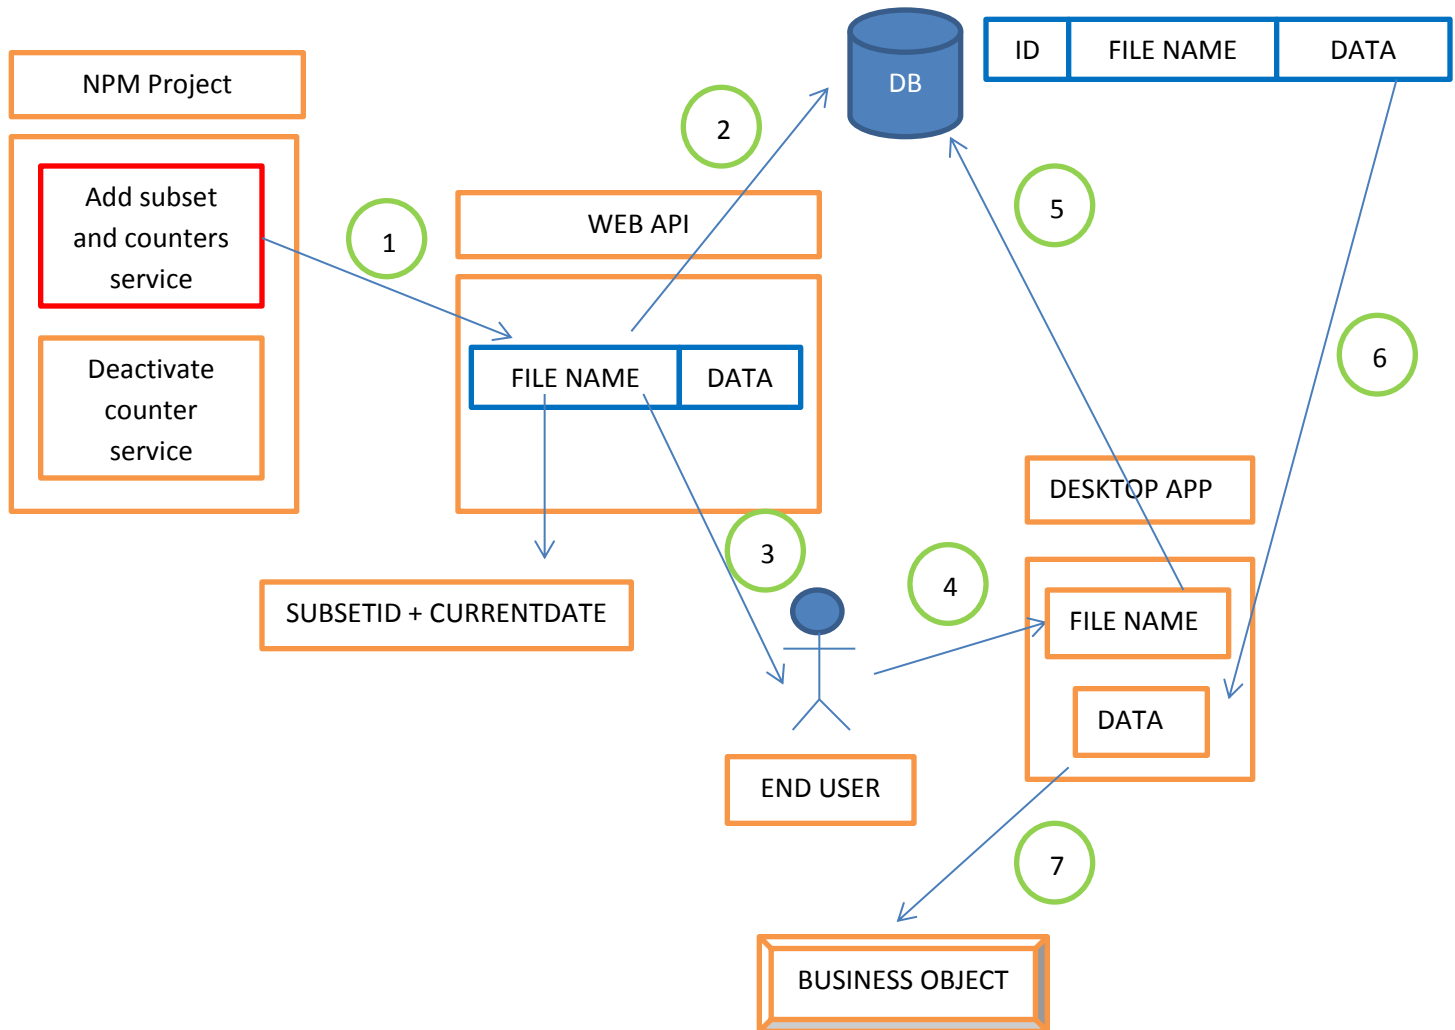 NPM Project
Add subset
and counters
service
Deactivate
counter
service
1
WEB API
FILE NAME DATA
SUBSETID + CURRENTDATE
2
DB
ID FILE NAME DATA
3
END USER
4
5
6
DESKTOP APP
FILE NAME
DATA
7
BUSINESS OBJECT